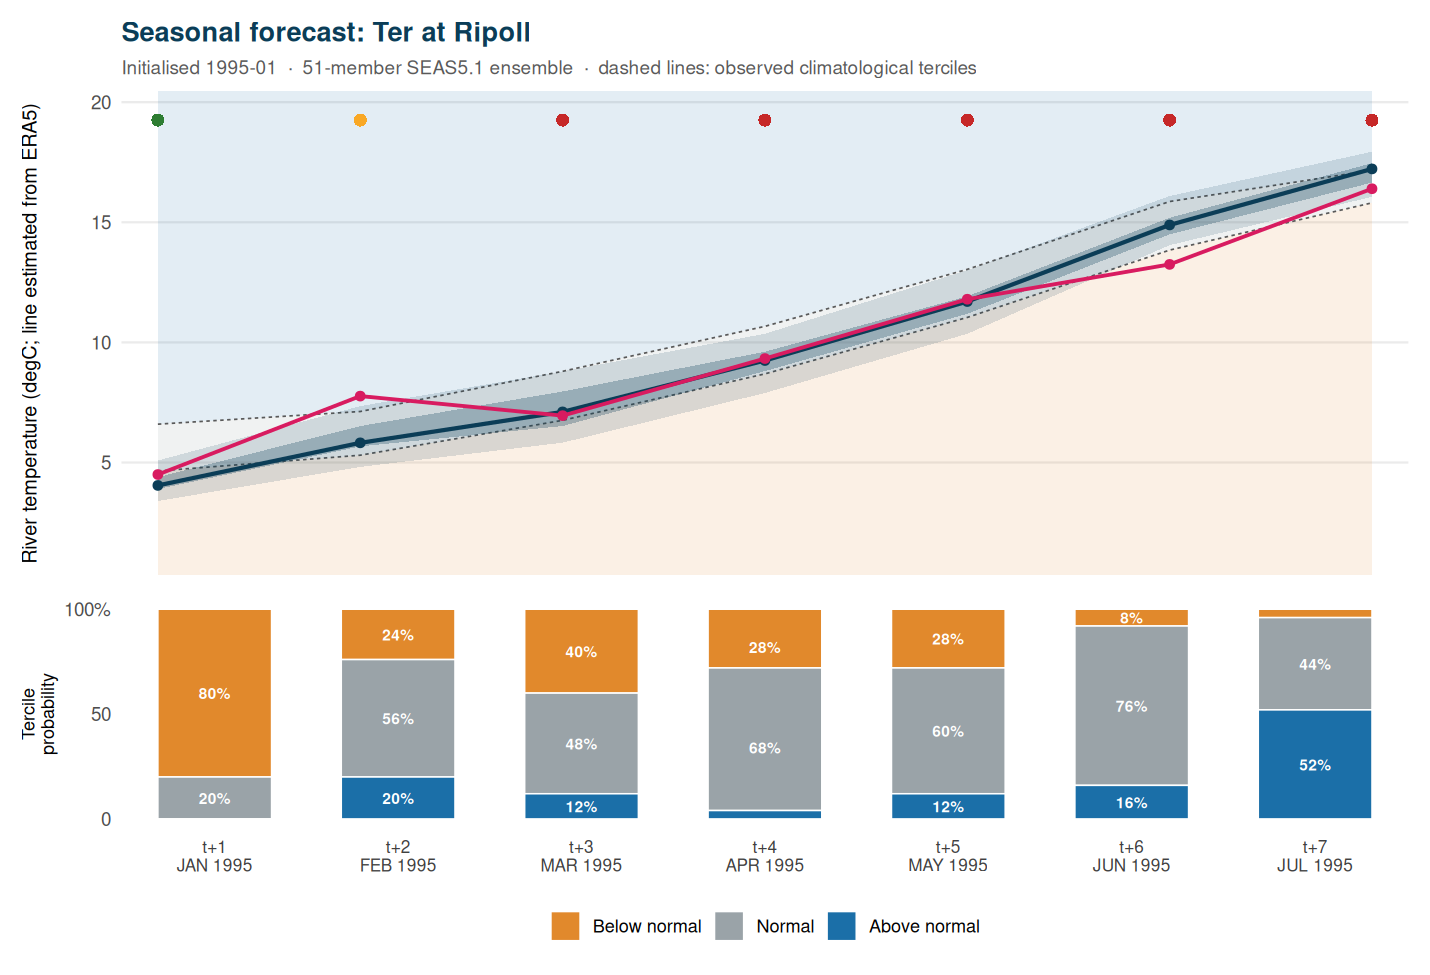 Seasonal forecast: Ter at Ripoll
Initialised 1995-01 · 51-member SEAS5.1 ensemble · dashed lines: observed climatological terciles
River temperature (degC; line estimated from ERA5)
20
15
10
5
Tercile
probability
100%
50
0
80%
20%
24%
56%
20%
40%
48%
12%
28%
68%
28%
60%
12%
8%
76%
16%
44%
52%
t+1
JAN 1995
t+2
FEB 1995
t+3
MAR 1995
t+4
APR 1995
t+5
MAY 1995
t+6
JUN 1995
t+7
JUL 1995
Below normal
Normal
Above normal